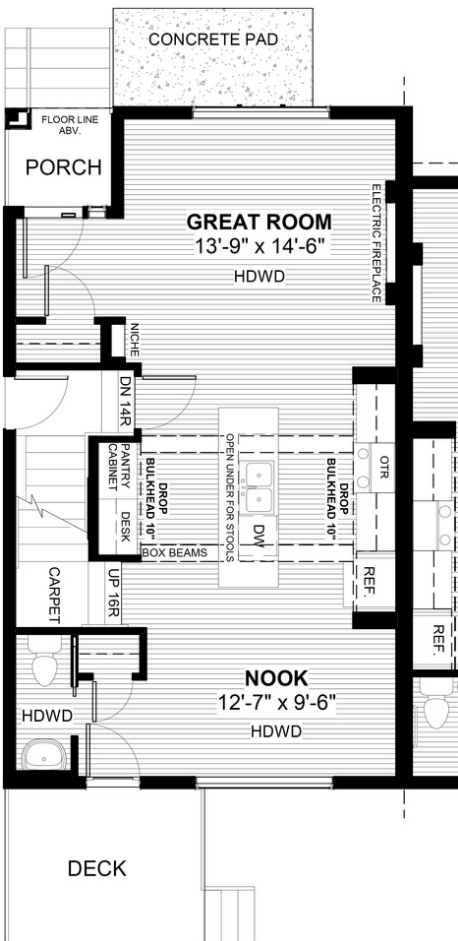 CONCRETE PAD
FLOOR LINE
ABV.
PORCH
GREAT ROOM
13'-9" x 14'-6"
HDWD
ELECTRIC FIREPLACE
NICHE
DN 14R
PANTRY
CABINET
DESK
DROP
BULKHEAD 10"
OPEN UNDER FOR STOOLS
DW
DROP
BULKHEAD 10"
OTR
BOX BEAMS
REF.
CARPET
UP 16R
REF.
HDWD
NOOK
12'-7" x 9'-6"
HDWD
DECK